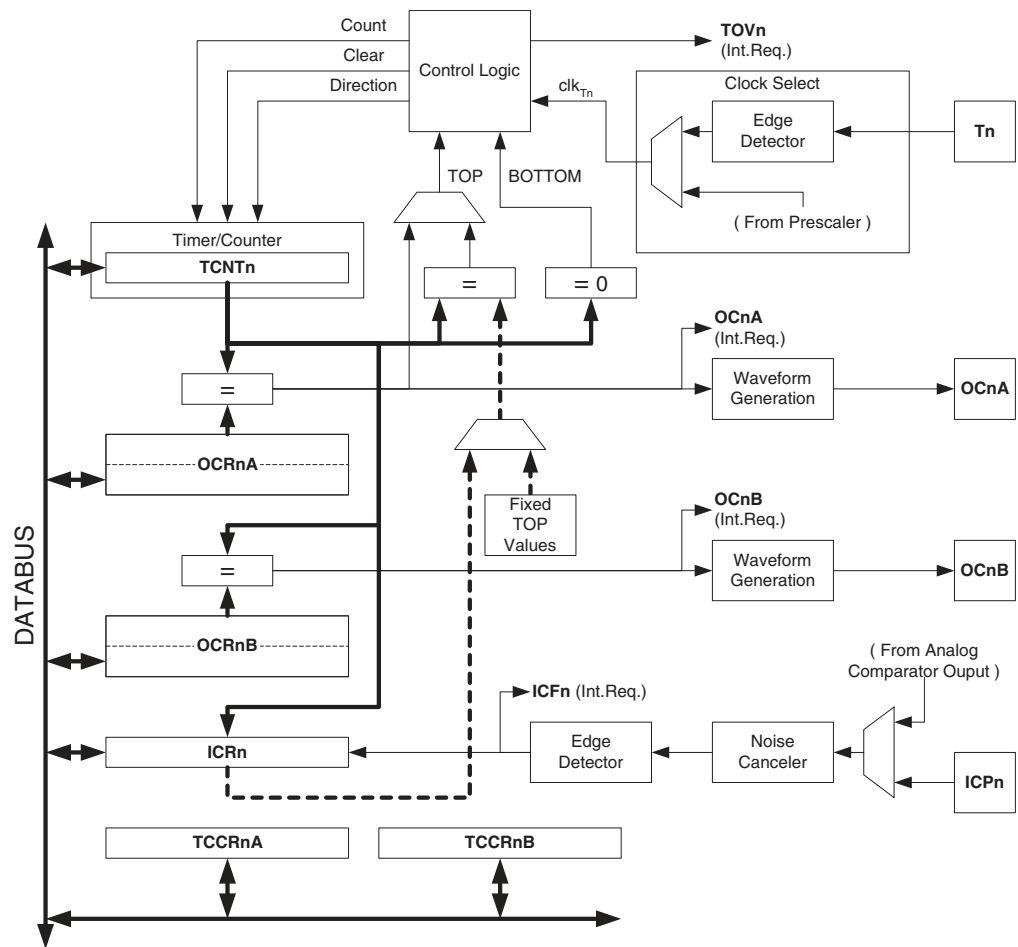 Count
Clear
Direction
Control Logic
TOVn
(Int.Req.)
clkTn
Clock Select
Edge
Detector
Tn
( From Prescaler )
TOP
BOTTOM
Timer/Counter
TCNTn
=
= 0
=
OCnA
(Int.Req.)
Waveform
Generation
OCnA
OCRnA
Fixed
TOP
Values
=
OCnB
(Int.Req.)
Waveform
Generation
OCnB
OCRnB
DATABUS
( From Analog
Comparator Ouput )
ICFn (Int.Req.)
ICRn
Edge
Detector
Noise
Canceler
ICPn
TCCRnA
TCCRnB